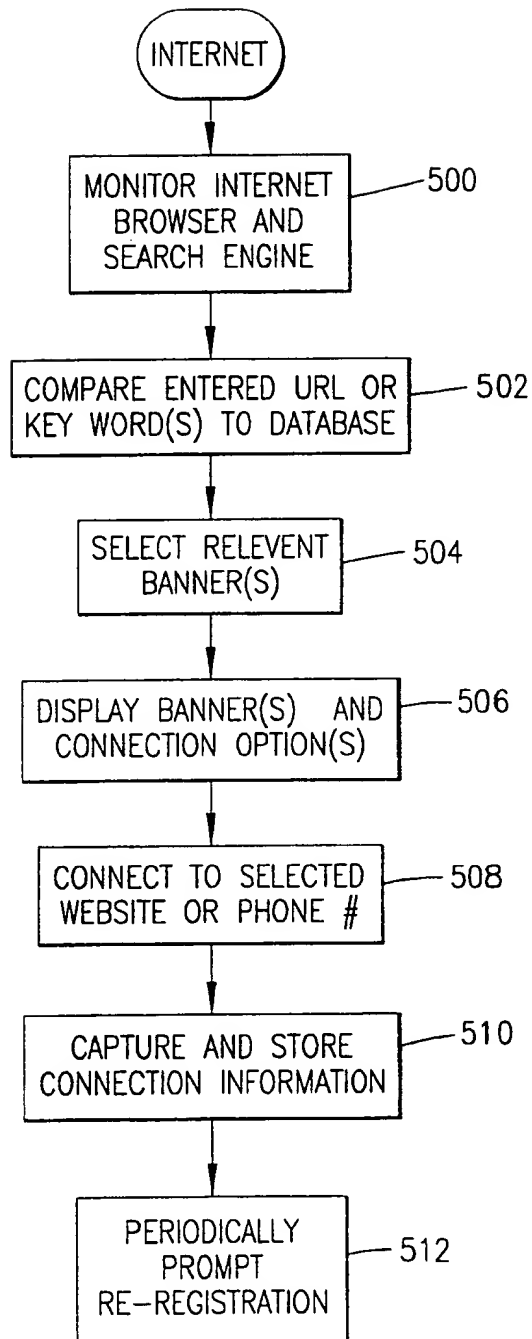 INTERNET
MONITOR INTERNET
BROWSER AND
SEARCH ENGINE
500
COMPARE ENTERED URL OR
KEY WORD(S) TO DATABASE
502
SELECT RELEVENT
BANNER(S)
504
DISPLAY BANNER(S) AND
CONNECTION OPTION(S)
506
CONNECT TO SELECTED
WEBSITE OR PHONE #
508
CAPTURE AND STORE
CONNECTION INFORMATION
510
PERIODICALLY
PROMPT
RE-REGISTRATION
512